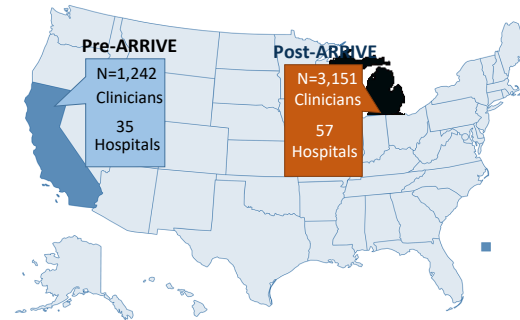 Pre-ARRIVE
N=1,242
Clinicians
35
Hospitals
Post-ARRIVE
N=3,151
Clinicians
57
Hospitals